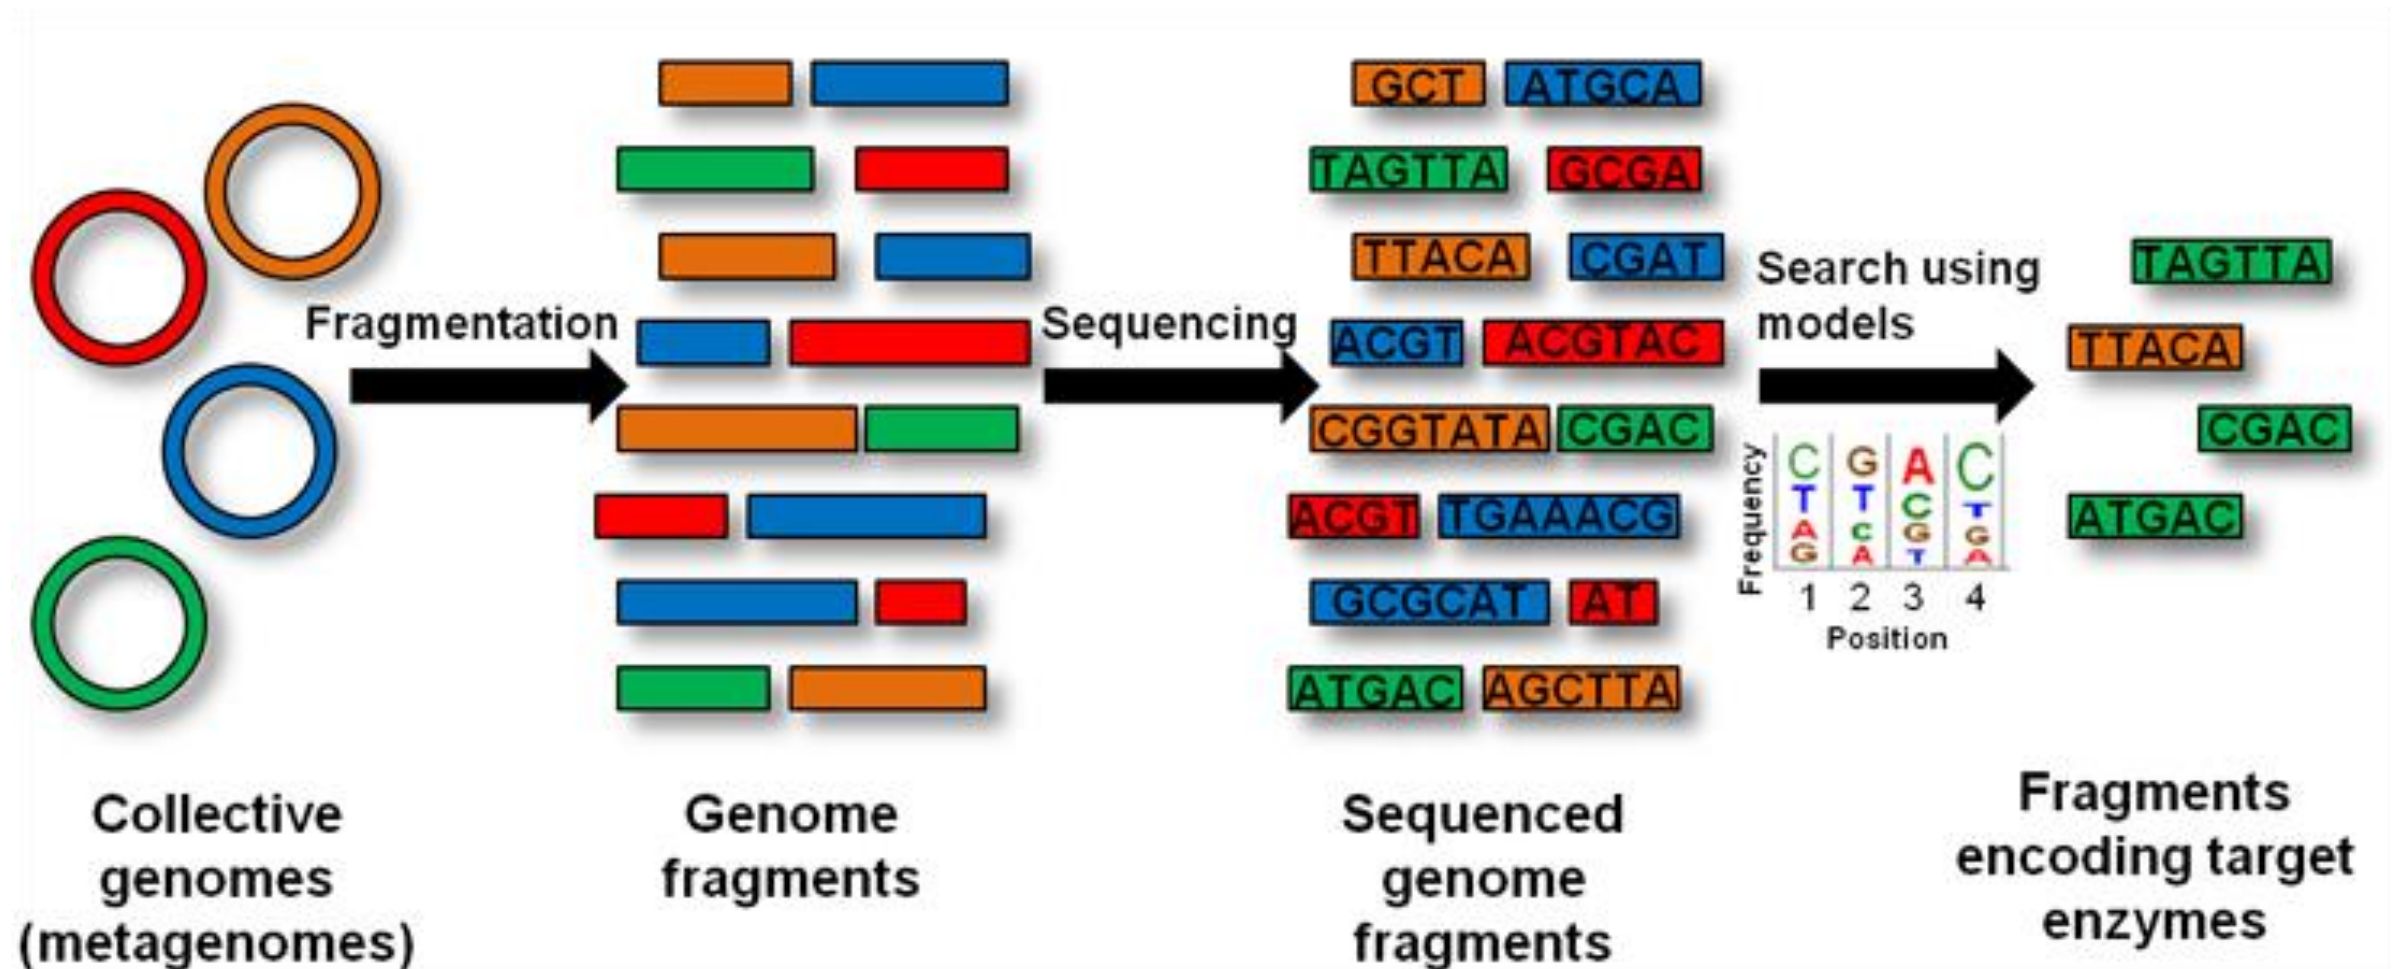 GCT ATGCA
TAGTTA GCGA
TTACA CGAT
ACGT ACGTAC
CGGTATA CGAC
ACGT TGAAACG
GCGCAT AT
ATGAC AGCTTA
Fragmentation
Sequencing
Search using
models
Frequency
C G A C
T T C T
A C G G
G A T A
1 2 3 4
Position
TAGTTA
TTACA
CGAC
ATGAC
Collective
genomes
(metagenomes)
Genome
fragments
Sequenced
genome
fragments
Fragments
encoding target
enzymes